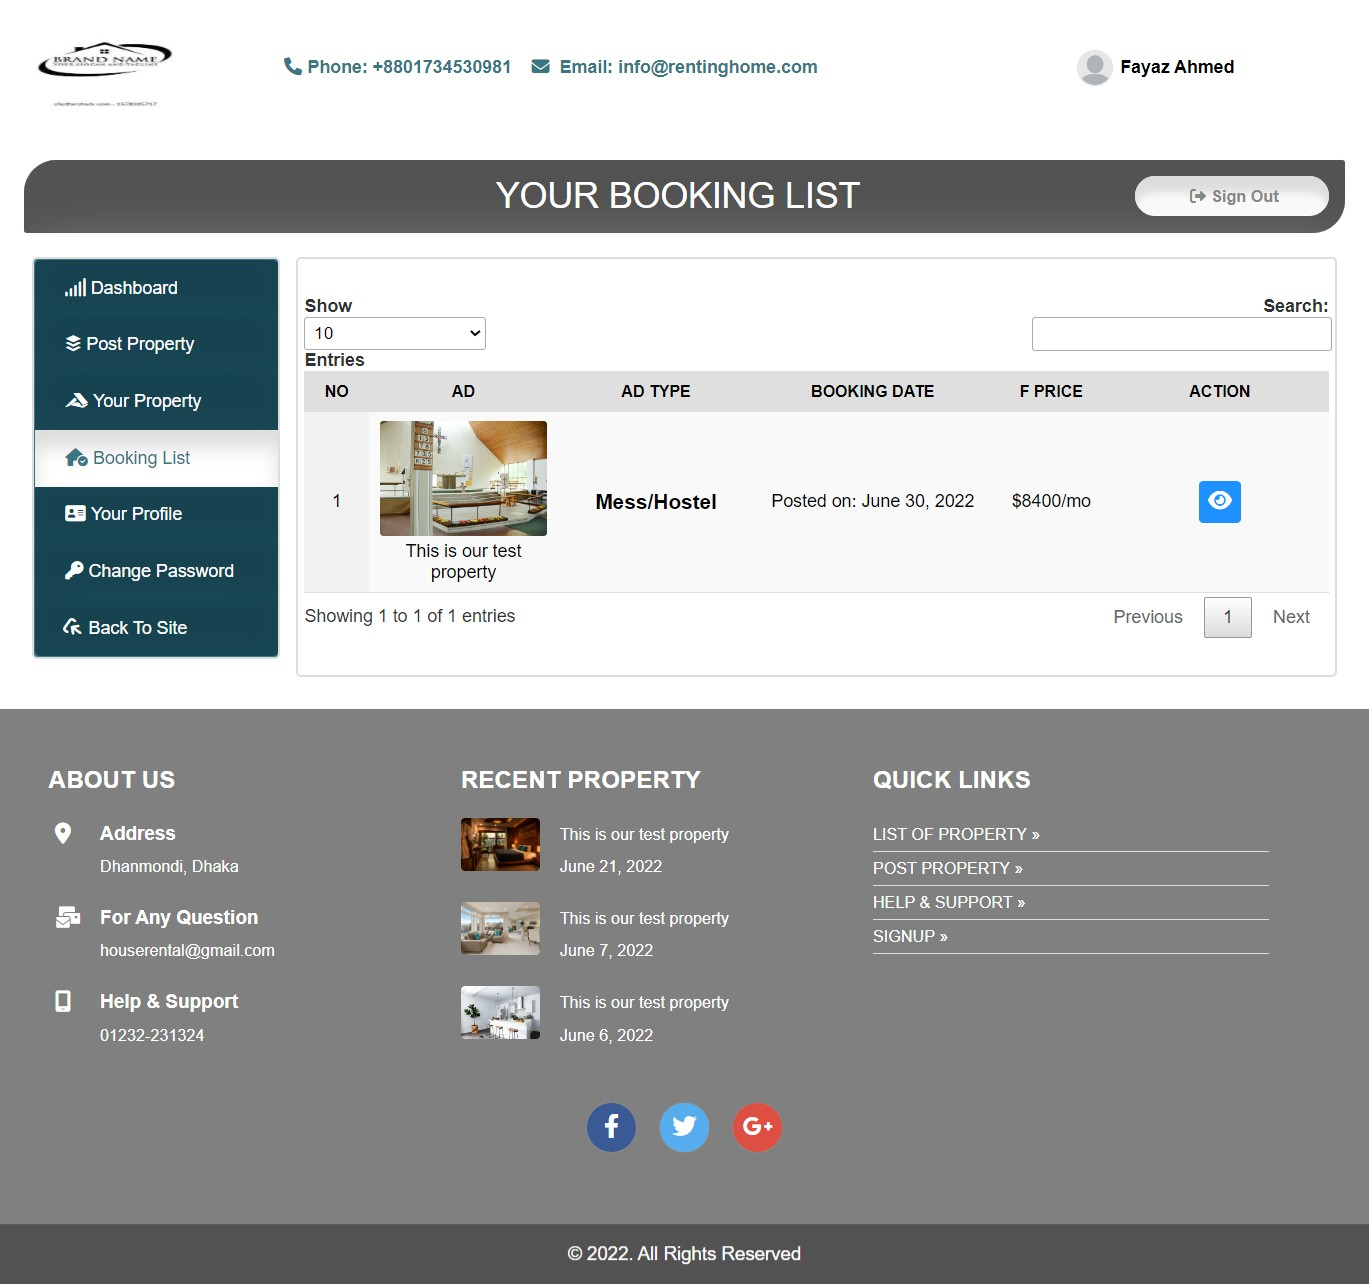 BRAND NAME
Phone: +8801734530981
Email: info@rentinghome.com
Fayaz Ahmed
YOUR BOOKING LIST
Sign Out
Dashboard
Post Property
Your Property
Booking List
Your Profile
Change Password
Back To Site
Show
10
Entries
Search:
NO AD AD TYPE BOOKING DATE F PRICE ACTION
1 Mess/Hostel Posted on: June 30, 2022 $8400/mo
This is our test
property
Showing 1 to 1 of 1 entries
Previous 1 Next
ABOUT US
Address
Dhanmondi, Dhaka
For Any Question
houserental@gmail.com
Help & Support
01232-231324
RECENT PROPERTY
This is our test property
June 21, 2022
This is our test property
June 7, 2022
This is our test property
June 6, 2022
QUICK LINKS
LIST OF PROPERTY »
POST PROPERTY »
HELP & SUPPORT »
SIGNUP »
G+
© 2022. All Rights Reserved